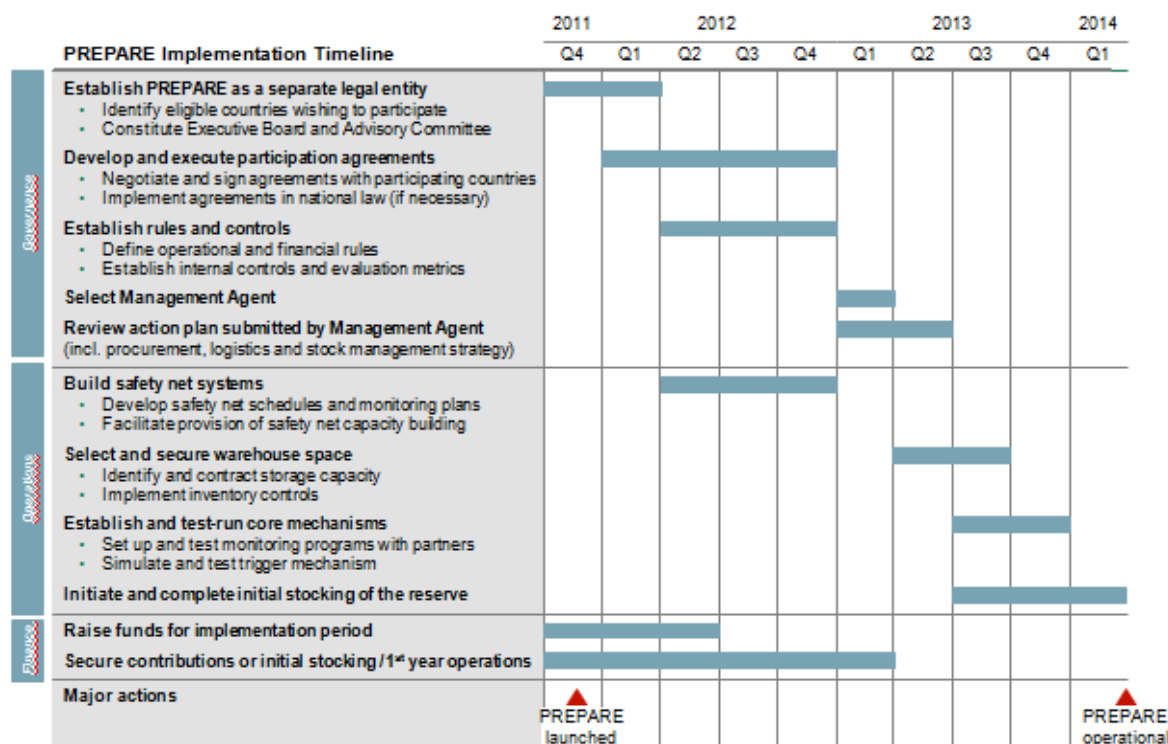 2011 2012 2013 2014
PREPARE Implementation Timeline Q4 Q1 Q2 Q3 Q4 Q1 Q2 Q3 Q4 Q1
Governance
Establish PREPARE as a separate legal entity
• Identify eligible countries wishing to participate
• Constitute Executive Board and Advisory Committee
Develop and execute participation agreements
• Negotiate and sign agreements with participating countries
• Implement agreements in national law (if necessary)
Establish rules and controls
• Define operational and financial rules
• Establish internal controls and evaluation metrics
Select Management Agent
Review action plan submitted by Management Agent
(incl. procurement, logistics and stock management strategy)
Operations
Build safety net systems
• Develop safety net schedules and monitoring plans
• Facilitate provision of safety net capacity building
Select and secure warehouse space
• Identify and contract storage capacity
• Implement inventory controls
Establish and test-run core mechanisms
• Set up and test monitoring programs with partners
• Simulate and test trigger mechanism
Initiate and complete initial stocking of the reserve
Finance
Raise funds for implementation period
Secure contributions or initial stocking / 1st year operations
Major actions
PREPARE
launched
PREPARE
operational